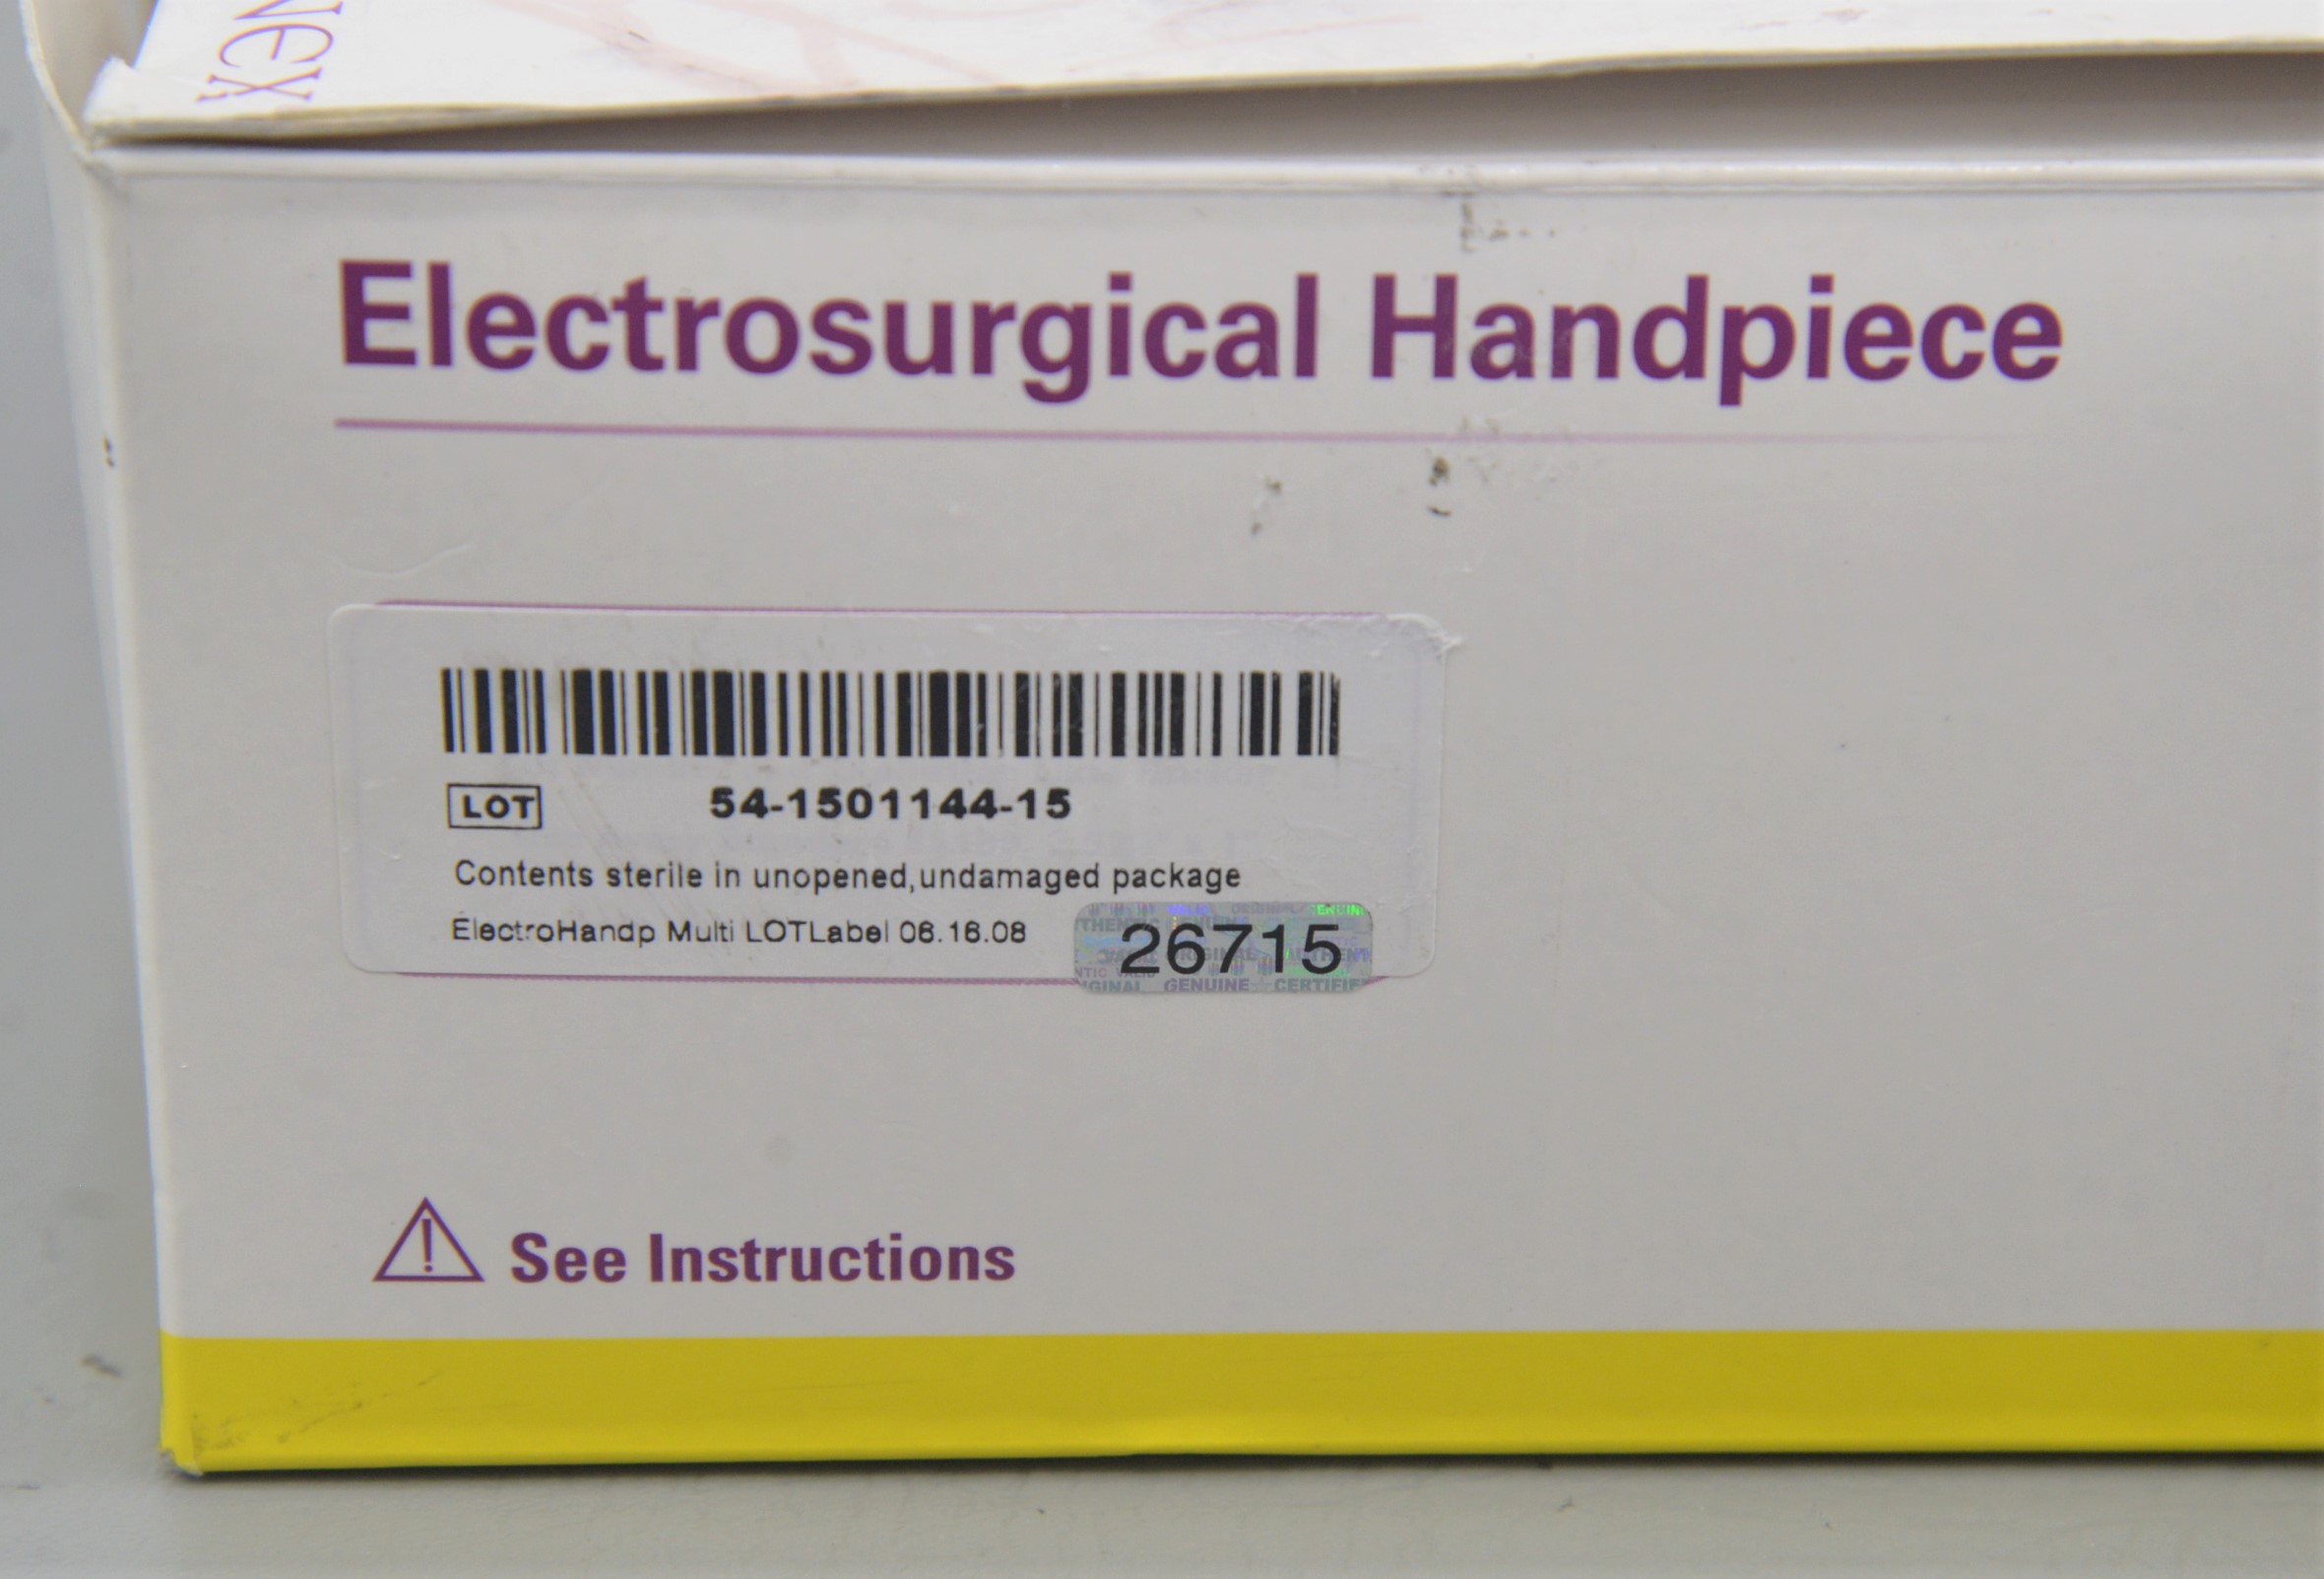 Electrosurgical Handpiece
LOT 54-1501144-15
Contents sterile in unopened,undamaged package
ElectroHandp Multi LOTLabel 06.16.08
26715
GENUINE
See Instructions